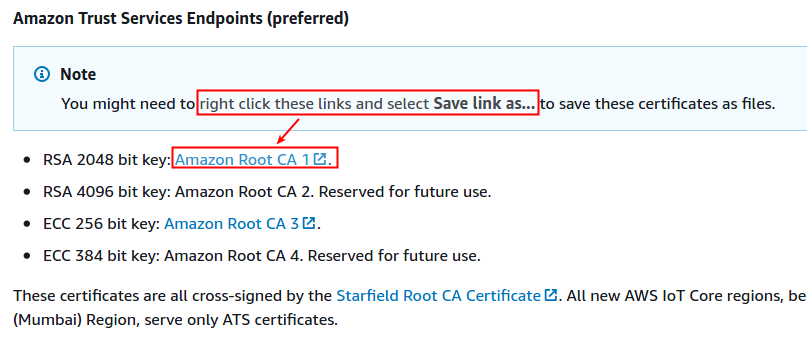 Amazon Trust Services Endpoints (preferred)
Note
You might need to right click these links and select Save link as... to save these certificates as files.
RSA 2048 bit key: Amazon Root CA 1.
RSA 4096 bit key: Amazon Root CA 2. Reserved for future use.
ECC 256 bit key: Amazon Root CA 3.
ECC 384 bit key: Amazon Root CA 4. Reserved for future use.
These certificates are all cross-signed by the Starfield Root CA Certificate. All new AWS IoT Core regions, be
(Mumbai) Region, serve only ATS certificates.